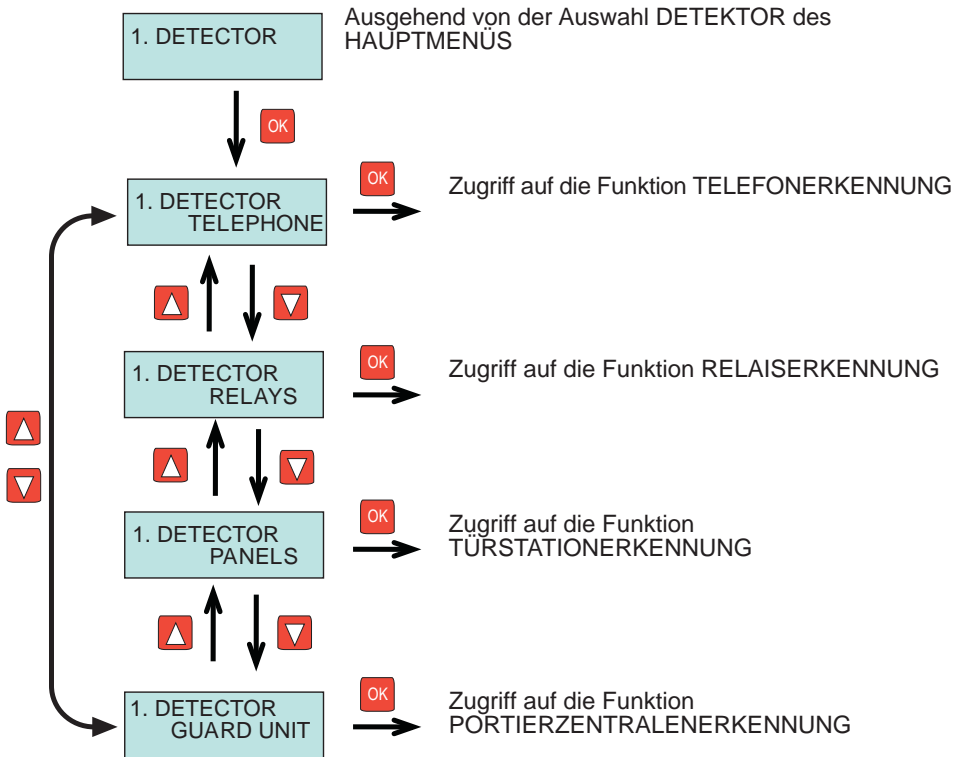 1. DETECTOR
Ausgehend von der Auswahl DETEKTOR des
HAUPTMENÜS
OK
1. DETECTOR
TELEPHONE
OK
Zugriff auf die Funktion TELEFONERKENNUNG
1. DETECTOR
RELAYS
OK
Zugriff auf die Funktion RELAISERKENNUNG
1. DETECTOR
PANELS
OK
Zugriff auf die Funktion
TÜRSTATIONERKENNUNG
1. DETECTOR
GUARD UNIT
OK
Zugriff auf die Funktion
PORTIERZENTRALENERKENNUNG